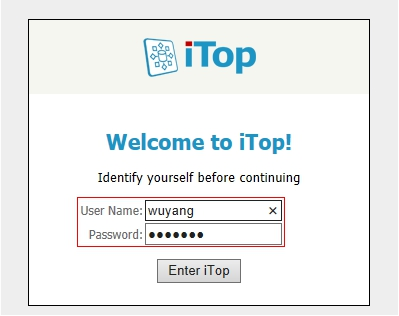 iTop
Welcome to iTop!
Identify yourself before continuing
User Name: wuyang ×
Password: •••••••
Enter iTop